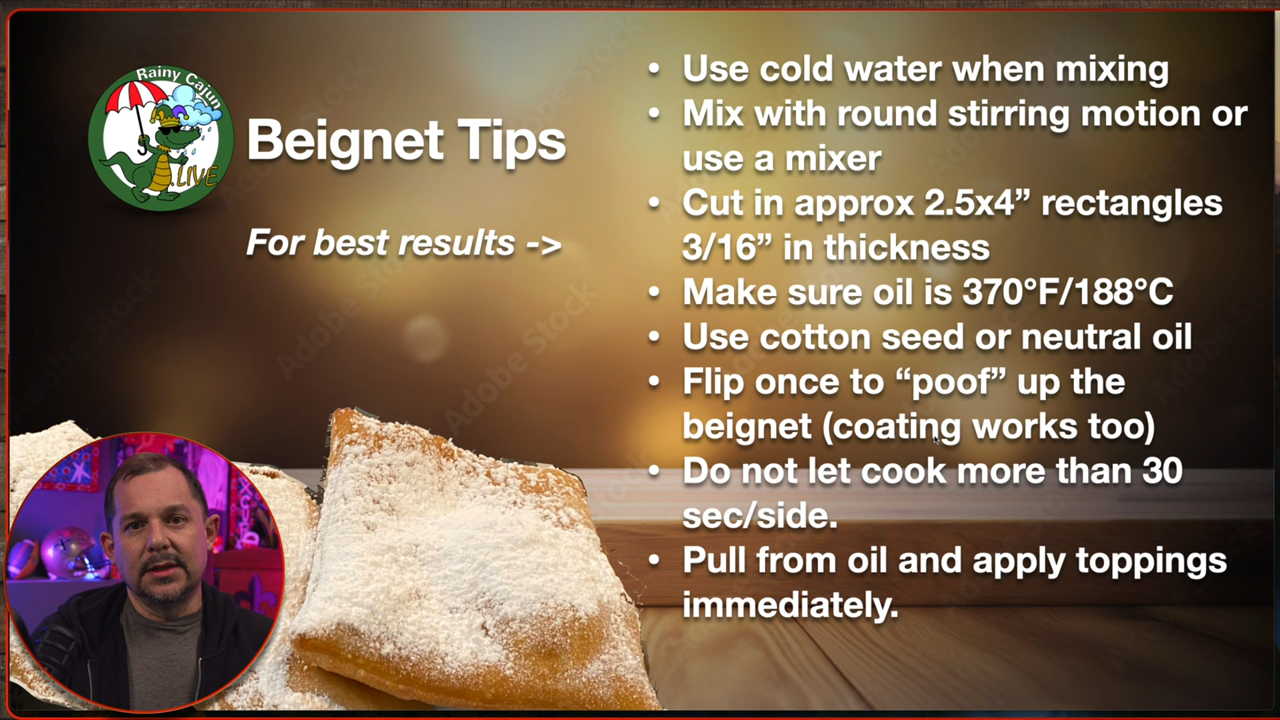 Rainy Cajun
LIVE
Beignet Tips
For best results ->
• Use cold water when mixing
• Mix with round stirring motion or
use a mixer
• Cut in approx 2.5x4” rectangles
3/16” in thickness
• Make sure oil is 370°F/188°C
• Use cotton seed or neutral oil
• Flip once to “poof” up the
beignet (coating works too)
• Do not let cook more than 30
sec/side.
• Pull from oil and apply toppings
immediately.
Adobe Stock